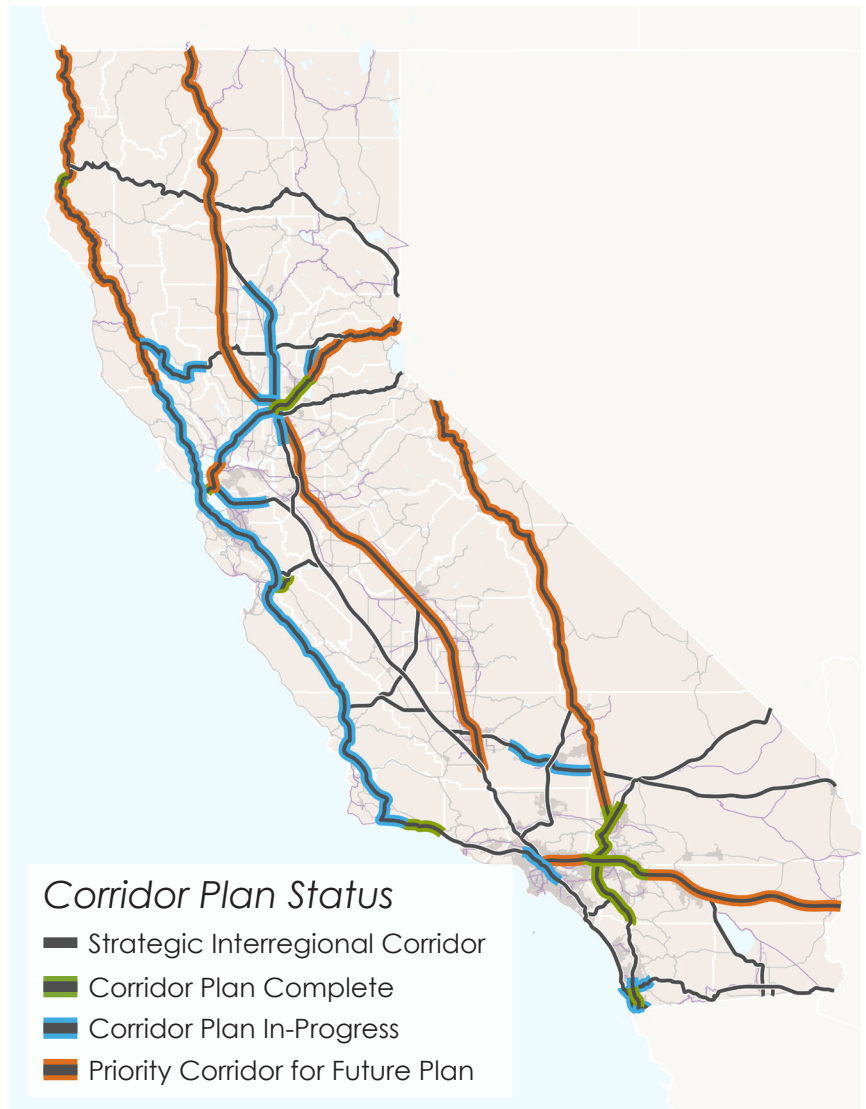 Corridor Plan Status
Strategic Interregional Corridor
Corridor Plan Complete
Corridor Plan In-Progress
Priority Corridor for Future Plan